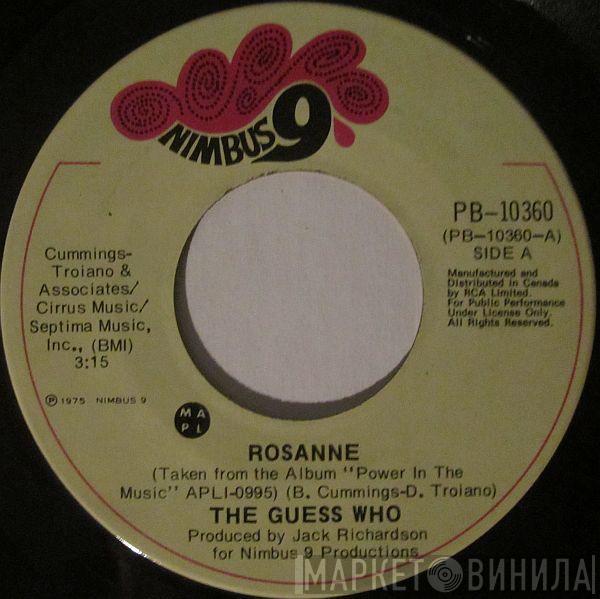 NIMBUS 9
PB-10360
(PB-10360-A)
SIDE A
Manufactured and
Distributed in Canada
by RCA Limited.
For Public Performance
Under License Only.
All Rights Reserved.
Cummings-
Troiano &
Associates/
Cirrus Music/
Septima Music,
Inc., (BMI)
3:15
Ⓟ 1975 NIMBUS 9
M A
P L
ROSANNE
(Taken from the Album "Power In The
Music" APLI-0995) (B. Cummings-D. Troiano)
THE GUESS WHO
Produced by Jack Richardson
for Nimbus 9 Productions
МАРКЕТ ВИНИЛА